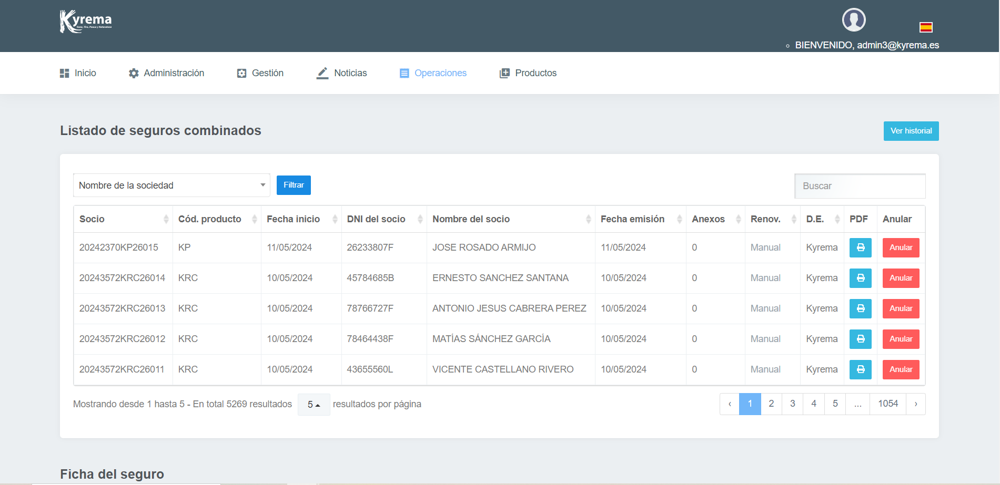 Kyrema
Caza, Tiro, Pesca y Naturaleza
BIENVENIDO, admin3@kyrema.es
Inicio Administración Gestión Noticias Operaciones Productos
Listado de seguros combinados Ver historial
Nombre de la sociedad Filtrar Buscar
Socio Cód. producto Fecha inicio DNI del socio Nombre del socio Fecha emisión Anexos Renov. D.E. PDF Anular
20242370KP26015 KP 11/05/2024 26233807F JOSE ROSADO ARMIJO 11/05/2024 0 Manual Kyrema Anular
20243572KRC26014 KRC 10/05/2024 45784685B ERNESTO SANCHEZ SANTANA 10/05/2024 0 Manual Kyrema Anular
20243572KRC26013 KRC 10/05/2024 78766727F ANTONIO JESUS CABRERA PEREZ 10/05/2024 0 Manual Kyrema Anular
20243572KRC26012 KRC 10/05/2024 78464438F MATÍAS SÁNCHEZ GARCÍA 10/05/2024 0 Manual Kyrema Anular
20243572KRC26011 KRC 10/05/2024 43655560L VICENTE CASTELLANO RIVERO 10/05/2024 0 Manual Kyrema Anular
Mostrando desde 1 hasta 5 - En total 5269 resultados 5 resultados por página ‹ 1 2 3 4 5 ... 1054 ›
Ficha del seguro